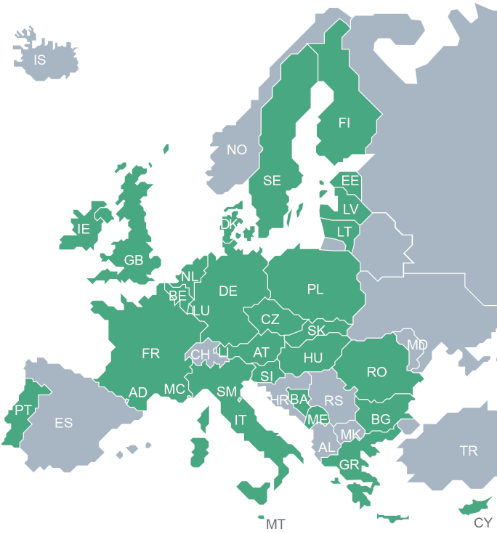 IS
FI
NO
SE
EE
LV
LT
DK
IE
GB
NL
BE
LU
DE
PL
CZ
SK
FR
CH
LI
AT
HU
SI
MD
RO
AD
MC
SM
IT
HR
BA
RS
ME
BG
MK
AL
GR
PT
ES
TR
MT
CY